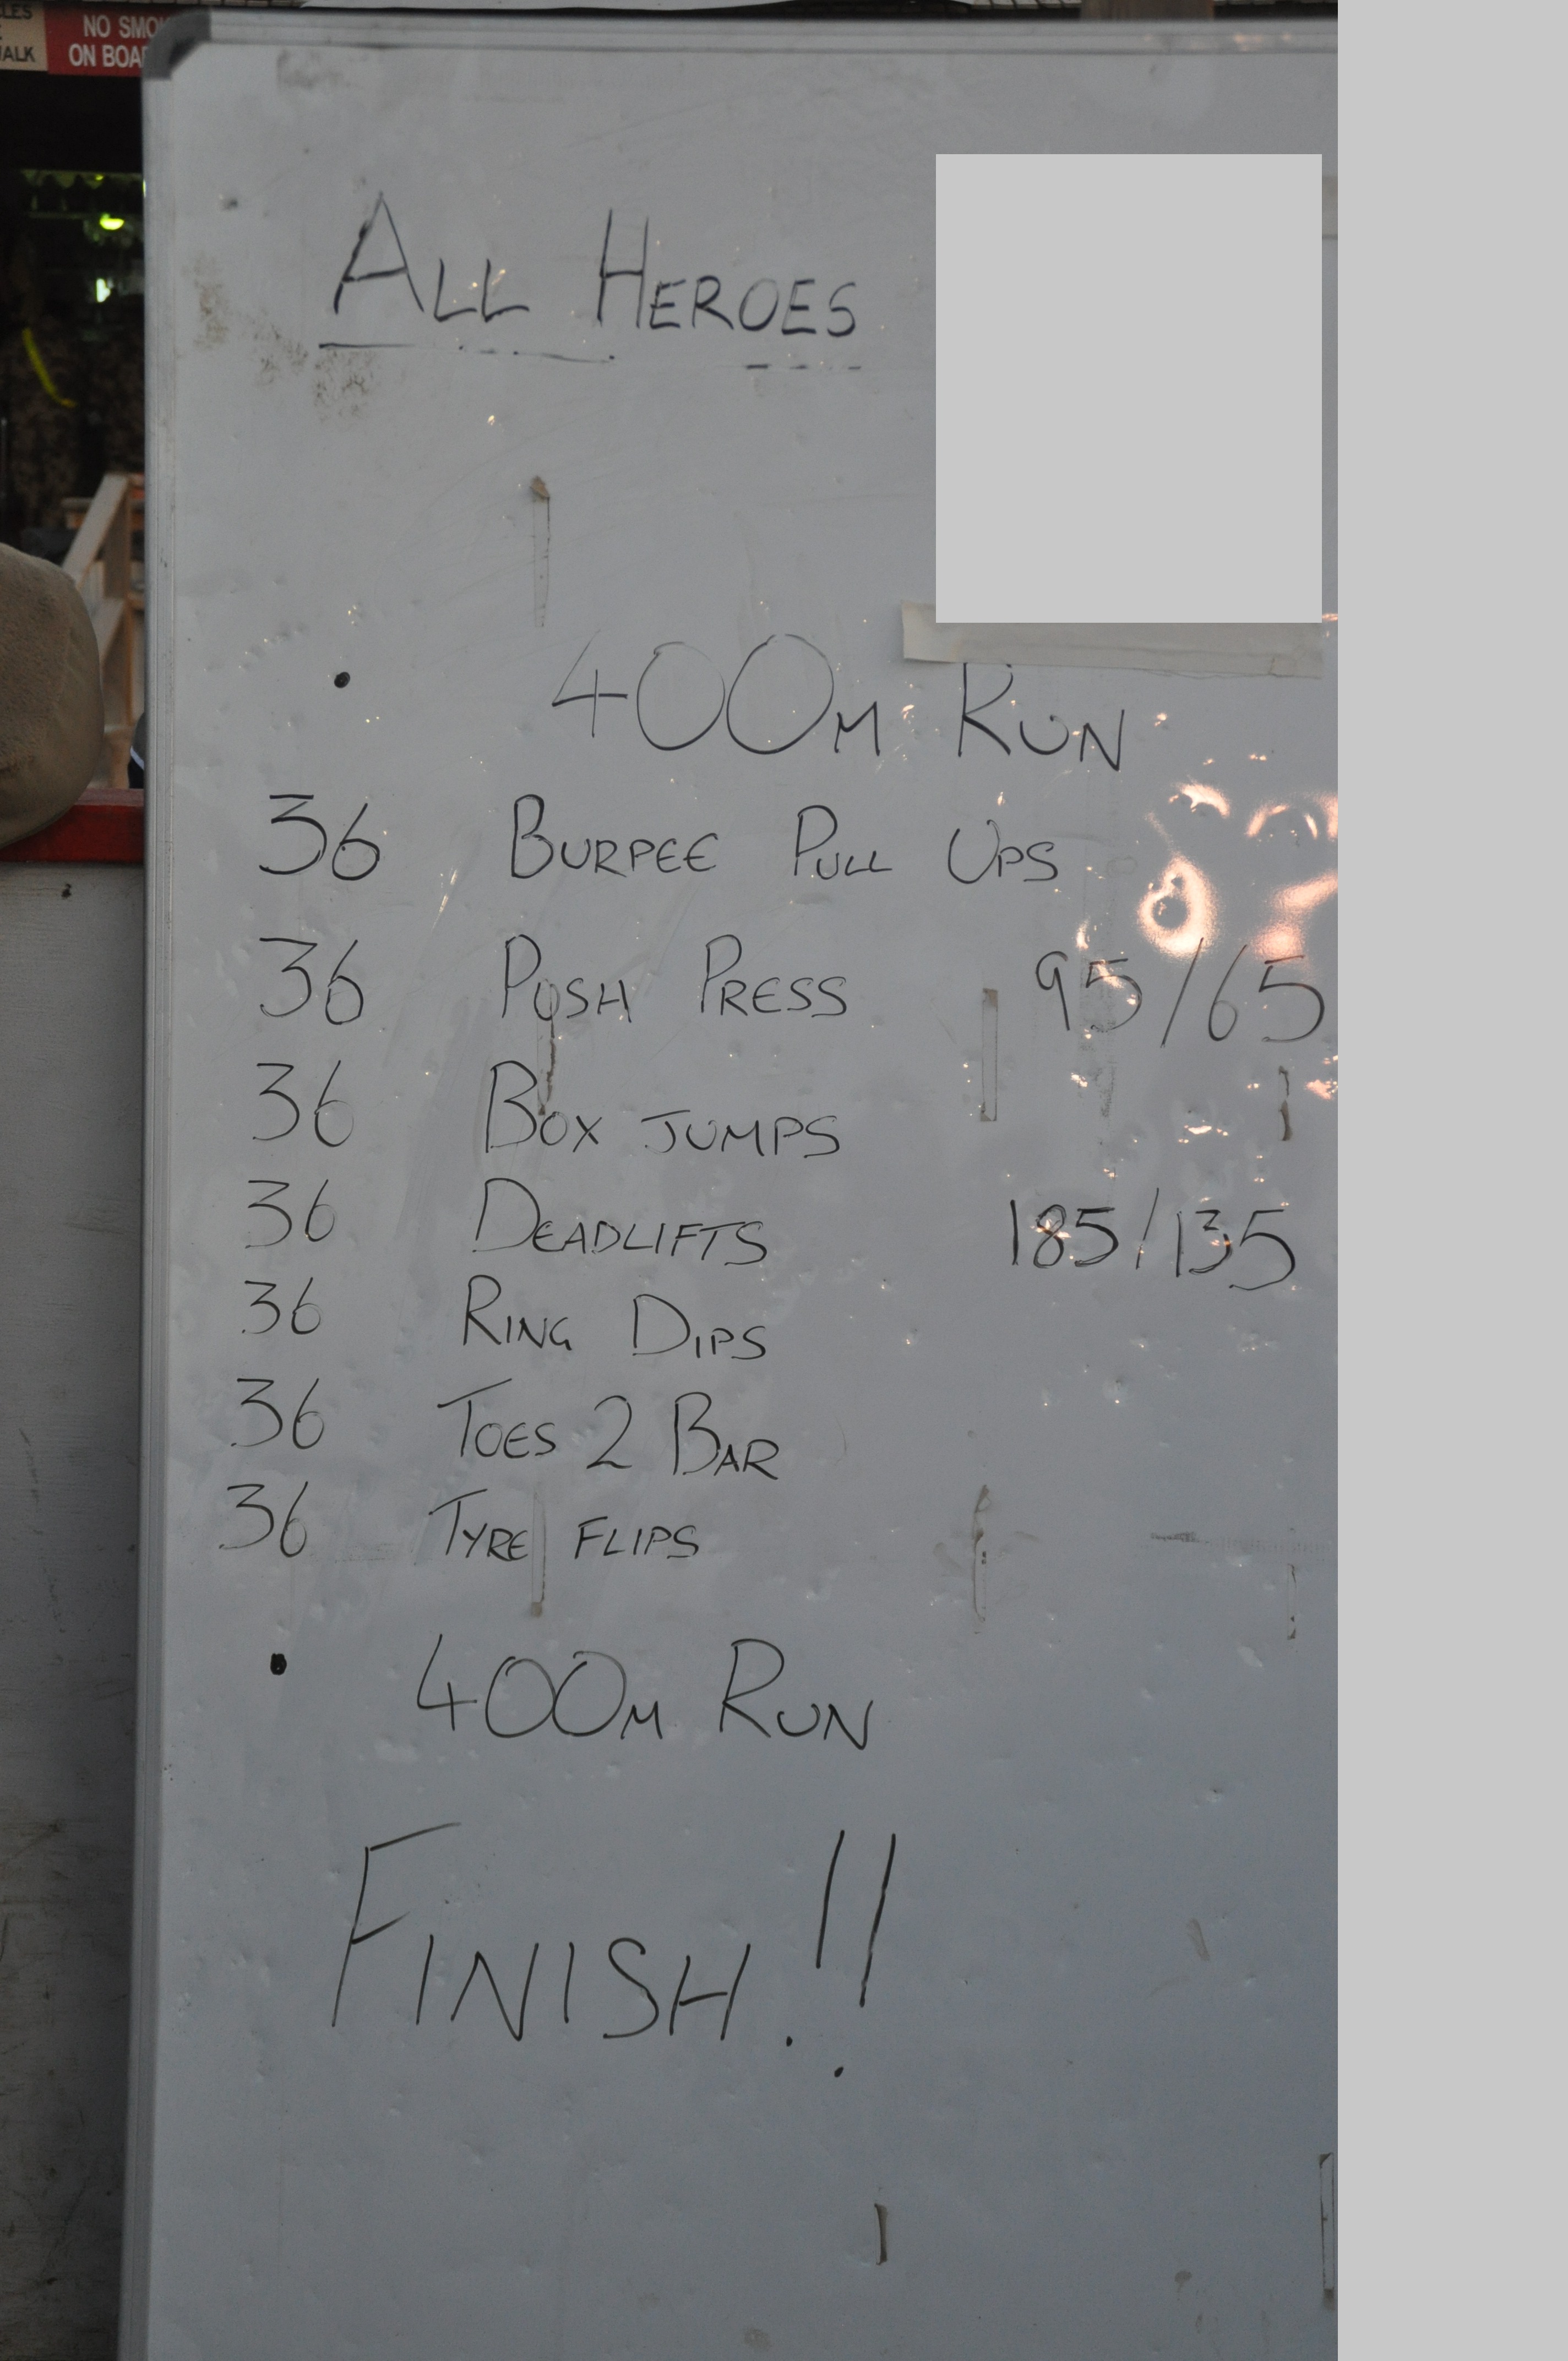 NO SMO
ON BOA
ALK
ALL HEROES
• 400M RUN
36 BURPEE PULL UPS
36 PUSH PRESS 95/65
36 BOX JUMPS
36 DEADLIFTS 185/135
36 RING DIPS
36 TOES 2 BAR
36 TYRE FLIPS
• 400M RUN
FINISH!!